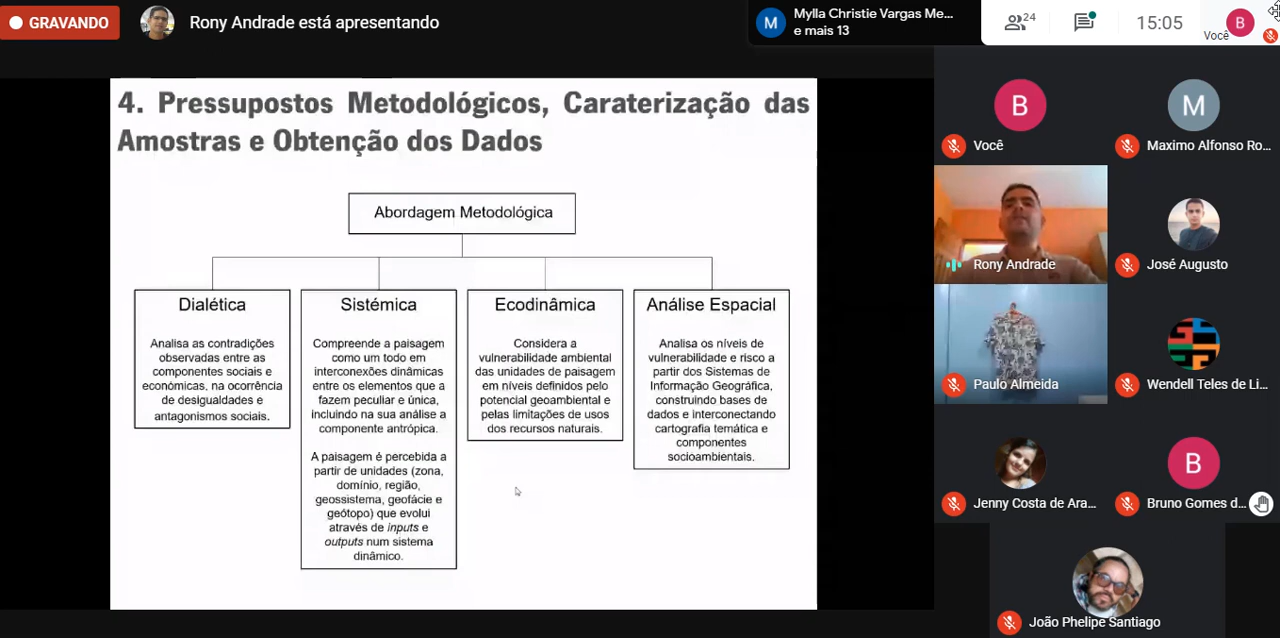 GRAVANDO
Rony Andrade está apresentando
M
Mylla Christie Vargas Me...
e mais 13
24
15:05
Você
B
4. Pressupostos Metodológicos, Caraterização das
Amostras e Obtenção dos Dados
Abordagem Metodológica
Dialética
Analisa as contradições
observadas entre as
componentes sociais e
económicas, na ocorrência
de desigualdades e
antagonismos sociais.
Sistémica
Compreende a paisagem
como um todo em
interconexões dinâmicas
entre os elementos que a
fazem peculiar e única,
incluindo na sua análise a
componente antrópica.
A paisagem é percebida a
partir de unidades (zona,
domínio, região,
geossistema, geofácie e
geótopo) que evolui
através de inputs e
outputs num sistema
dinâmico.
Ecodinâmica
Considera a
vulnerabilidade ambiental
das unidades de paisagem
em níveis definidos pelo
potencial geoambiental e
pelas limitações de usos
dos recursos naturais.
Análise Espacial
Analisa os níveis de
vulnerabilidade e risco a
partir dos Sistemas de
Informação Geográfica,
construindo bases de
dados e interconectando
cartografia temática e
componentes
socioambientais.
B
Você
M
Maximo Alfonso Ro...
Rony Andrade
José Augusto
Paulo Almeida
Wendell Teles de Li...
Jenny Costa de Ara...
B
Bruno Gomes d...
João Phelipe Santiago